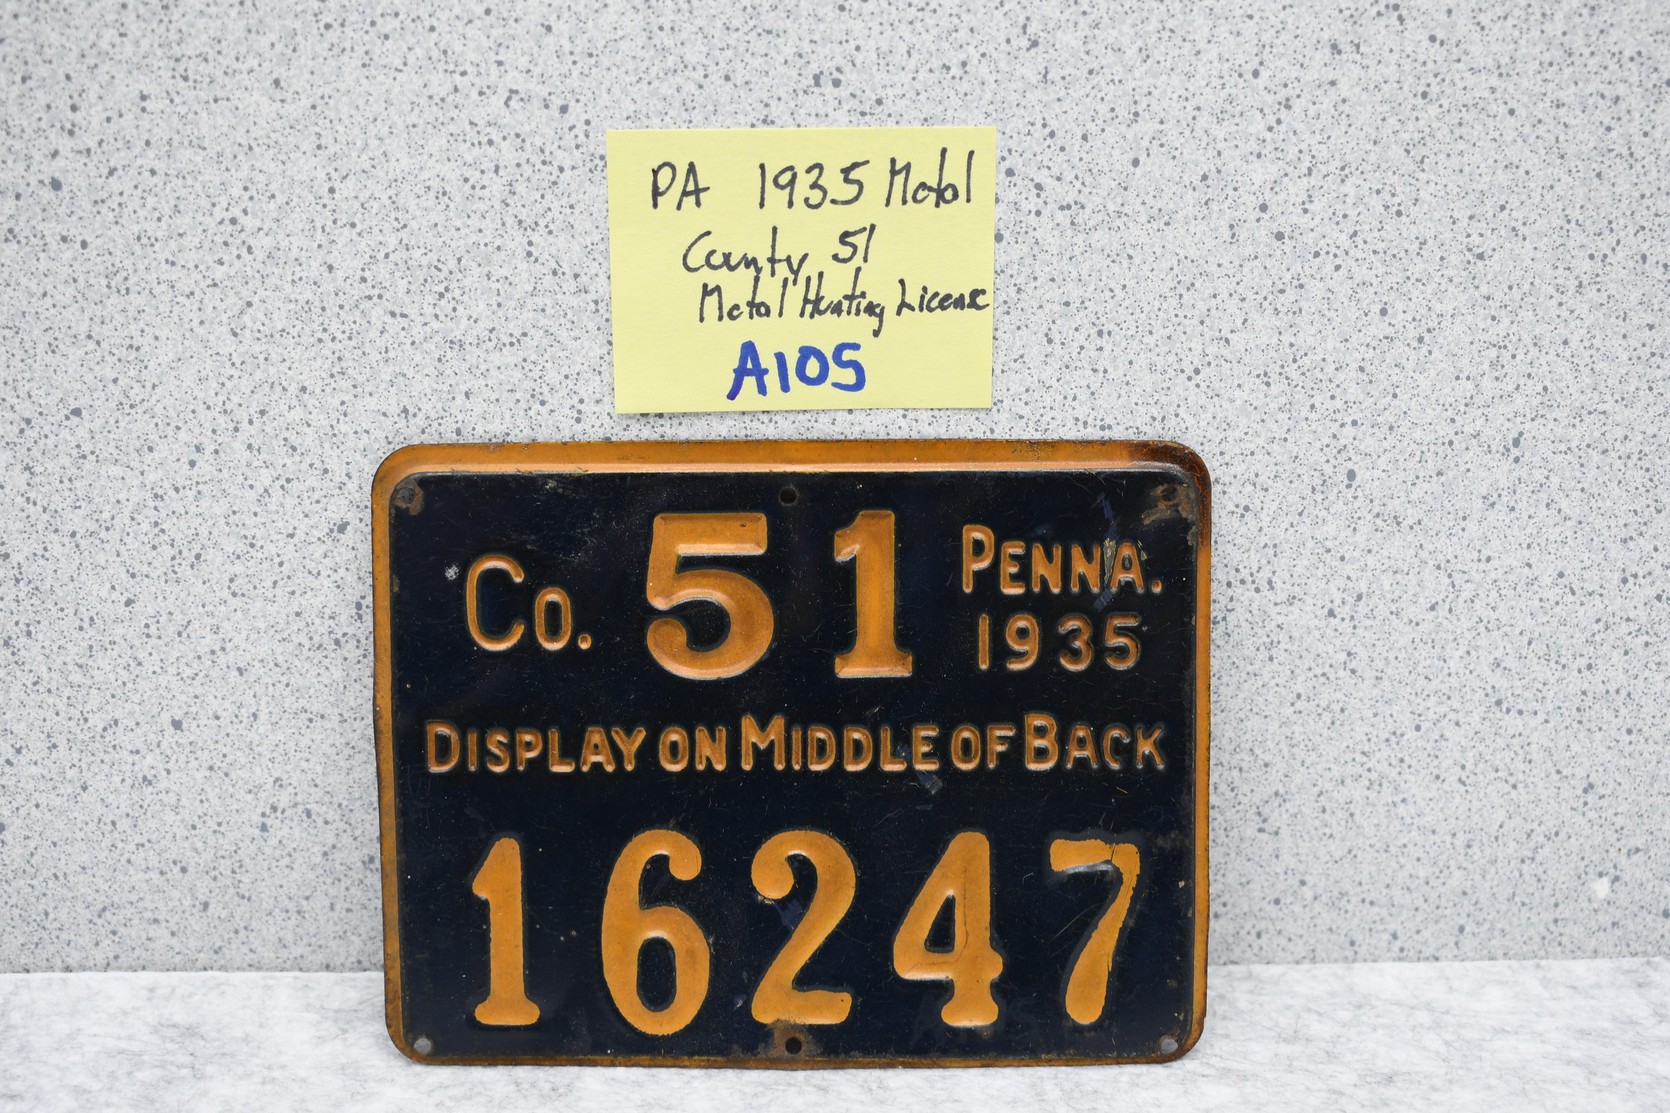 PA 1935 Metal
County 51
Metal Hunting License
A105
Co. 51 PENNA.
1935
DISPLAY ON MIDDLE OF BACK
16247